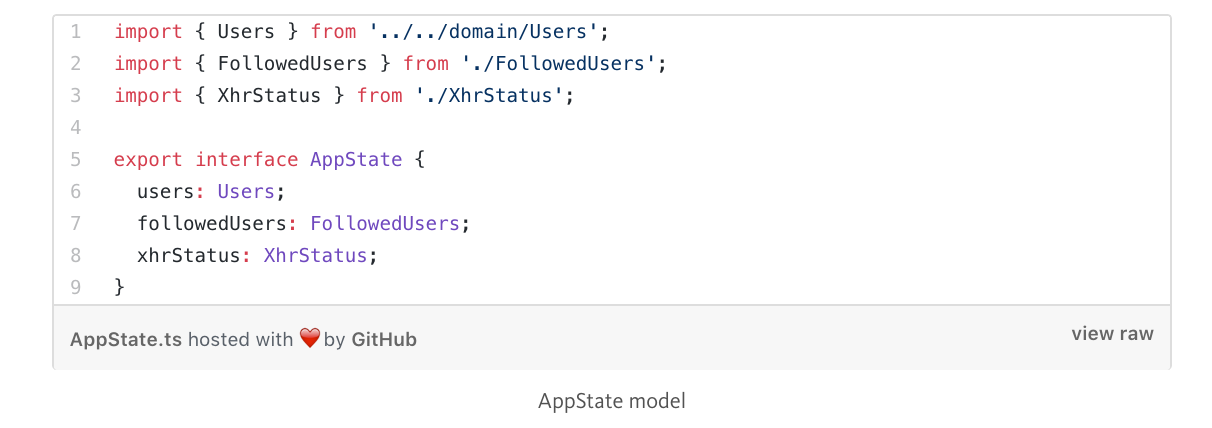 1 import { Users } from '../../domain/Users';
2 import { FollowedUsers } from './FollowedUsers';
3 import { XhrStatus } from './XhrStatus';
4
5 export interface AppState {
6   users: Users;
7   followedUsers: FollowedUsers;
8   xhrStatus: XhrStatus;
9 }
AppState.ts hosted with ❤ by GitHub view raw
AppState model